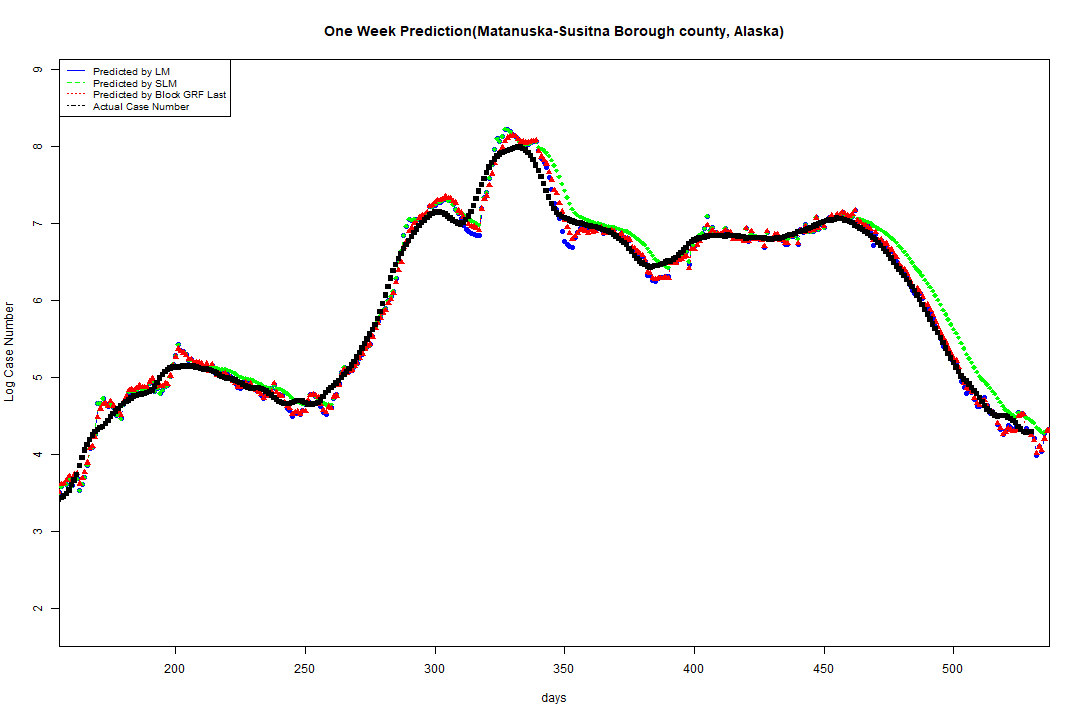 One Week Prediction(Matanuska-Susitna Borough county, Alaska)
Predicted by LM
Predicted by SLM
Predicted by Block GRF Last
Actual Case Number
Log Case Number
9
8
7
6
5
4
3
2
200 250 300 350 400 450 500
days